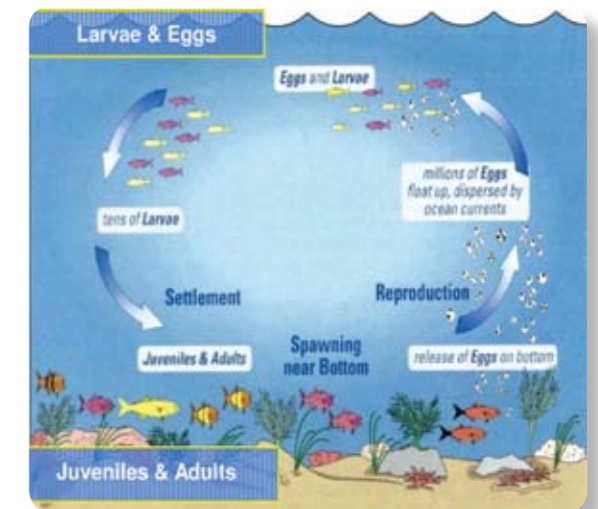 Larvae & Eggs
Eggs and Larvae
millions of Eggs
float up, dispersed by
ocean currents
tens of Larvae
Settlement
Reproduction
Juveniles & Adults
Spawning
near Bottom
release of Eggs on bottom
Juveniles & Adults